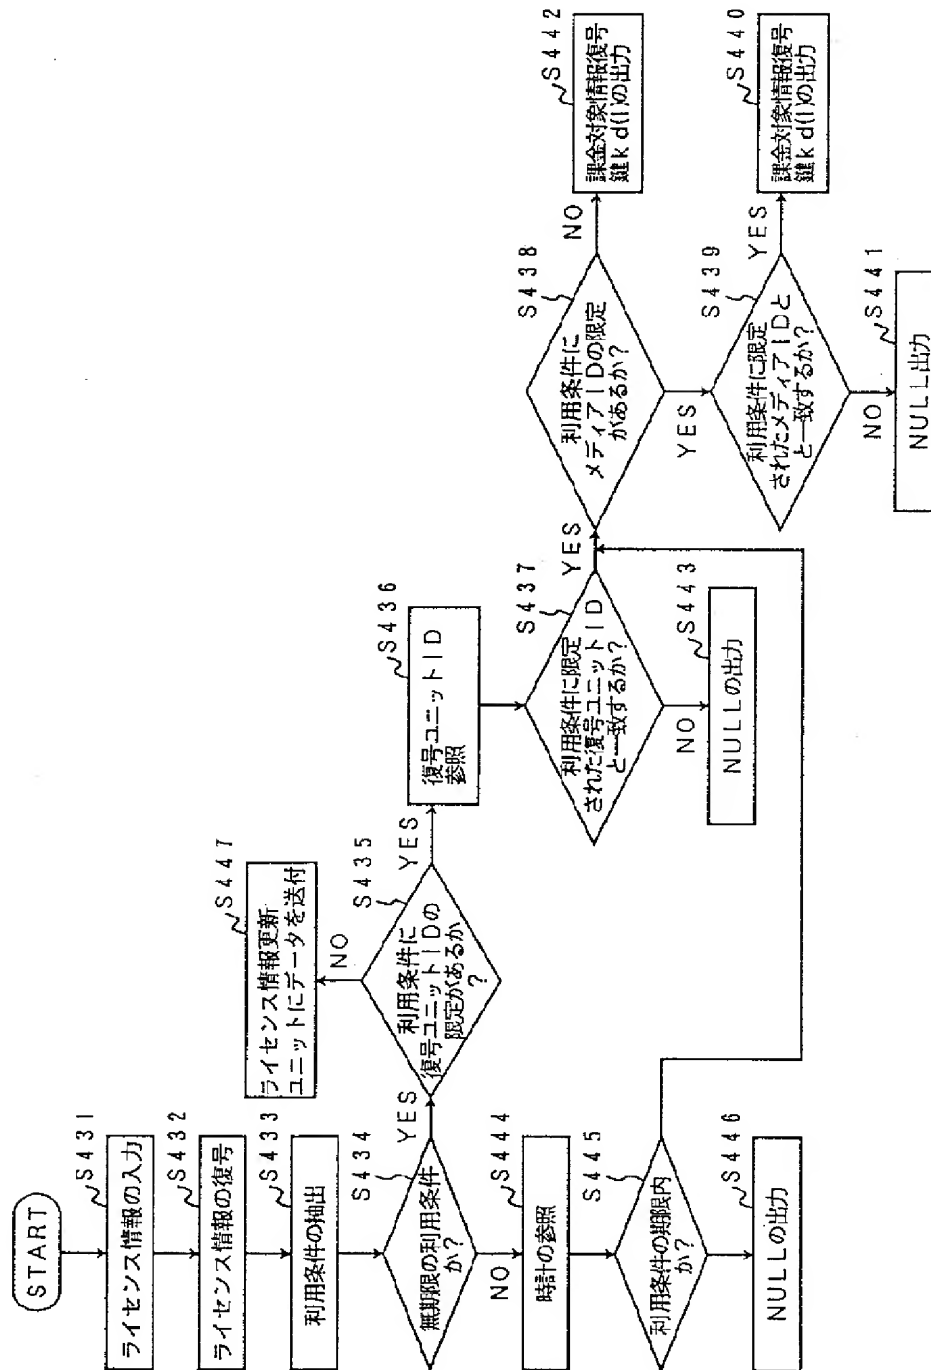 START
S431
ライセンス情報の入力
S432
ライセンス情報の復号
S433
利用条件の抽出
S434
無期限の利用条件
か?
YES
NO
S444
時計の参照
S445
利用条件の期限内
か?
S446
NULLの出力
S447
ライセンス情報更新
ユニットにデータを送付
NO
S435
利用条件に
復号ユニットIDの
限定があるか
?
YES
S436
復号ユニットID
参照
S437
利用条件に限定
された復号ユニットID
と一致するか?
YES
NO
S443
NULLの出力
S438
利用条件に
メディアIDの限定
があるか?
NO
YES
S442
課金対象情報復号
鍵kd(I)の出力
S439
利用条件に限定
されたメディアIDと
と一致するか?
YES
NO
S440
課金対象情報復号
鍵kd(I)の出力
S441
NULL出力